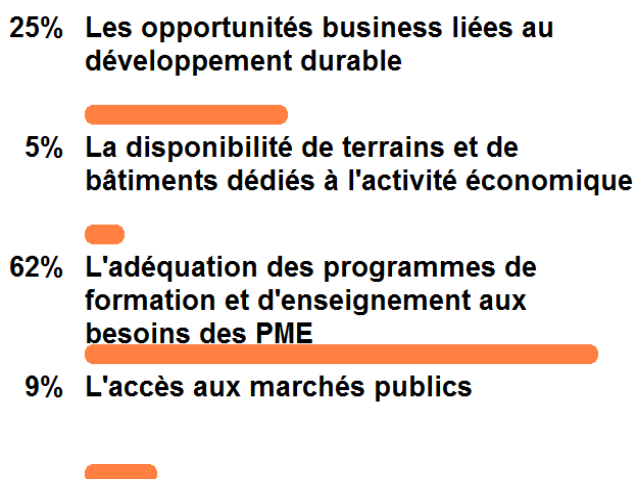 25% Les opportunités business liées au
développement durable
5% La disponibilité de terrains et de
bâtiments dédiés à l'activité économique
62% L'adéquation des programmes de
formation et d'enseignement aux
besoins des PME
9% L'accès aux marchés publics